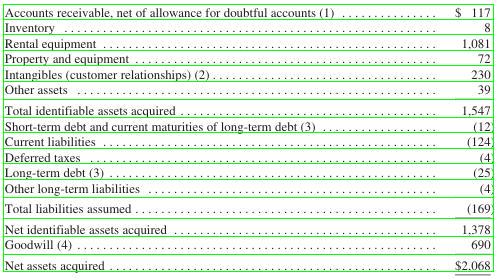 Accounts receivable, net of allowance for doubtful accounts (1) . . . . . . . . . . . . . . . $ 117
Inventory . . . . . . . . . . . . . . . . . . . . . . . . . . . . . . . . . . . . . . . . . . . . . . . . . . . . . . . . . 8
Rental equipment . . . . . . . . . . . . . . . . . . . . . . . . . . . . . . . . . . . . . . . . . . . . . . . . . . . 1,081
Property and equipment . . . . . . . . . . . . . . . . . . . . . . . . . . . . . . . . . . . . . . . . . . . . . . 72
Intangibles (customer relationships) (2) . . . . . . . . . . . . . . . . . . . . . . . . . . . . . . . . . . 230
Other assets . . . . . . . . . . . . . . . . . . . . . . . . . . . . . . . . . . . . . . . . . . . . . . . . . . . . . . . 39
Total identifiable assets acquired . . . . . . . . . . . . . . . . . . . . . . . . . . . . . . . . . . . . . . . 1,547
Short-term debt and current maturities of long-term debt (3) . . . . . . . . . . . . . . . . . . (12)
Current liabilities . . . . . . . . . . . . . . . . . . . . . . . . . . . . . . . . . . . . . . . . . . . . . . . . . . . (124)
Deferred taxes . . . . . . . . . . . . . . . . . . . . . . . . . . . . . . . . . . . . . . . . . . . . . . . . . . . . . (4)
Long-term debt (3) . . . . . . . . . . . . . . . . . . . . . . . . . . . . . . . . . . . . . . . . . . . . . . . . . . (25)
Other long-term liabilities . . . . . . . . . . . . . . . . . . . . . . . . . . . . . . . . . . . . . . . . . . . . (4)
Total liabilities assumed . . . . . . . . . . . . . . . . . . . . . . . . . . . . . . . . . . . . . . . . . . . . . . (169)
Net identifiable assets acquired . . . . . . . . . . . . . . . . . . . . . . . . . . . . . . . . . . . . . . . . 1,378
Goodwill (4) . . . . . . . . . . . . . . . . . . . . . . . . . . . . . . . . . . . . . . . . . . . . . . . . . . . . . . . 690
Net assets acquired . . . . . . . . . . . . . . . . . . . . . . . . . . . . . . . . . . . . . . . . . . . . . . . . . . $2,068